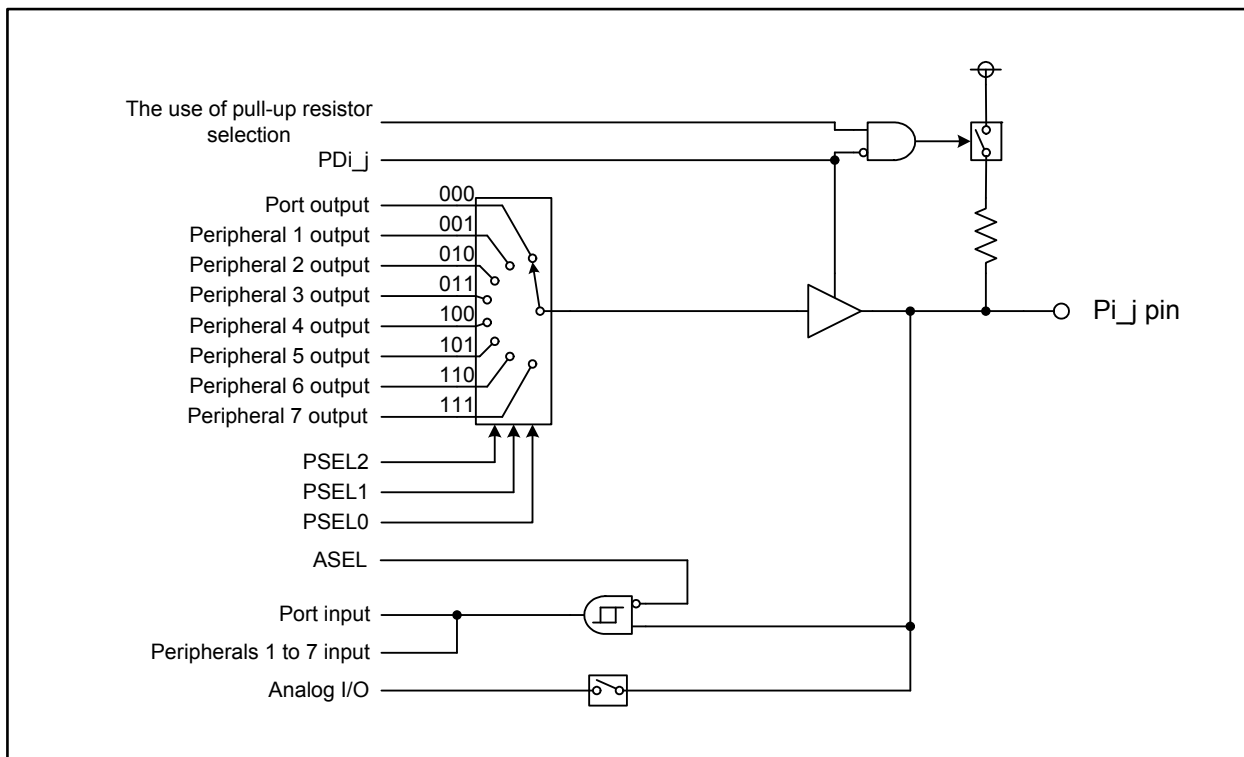 The use of pull-up resistor
selection
PDi_j
Port output 000
Peripheral 1 output 001
Peripheral 2 output 010
Peripheral 3 output 011
Peripheral 4 output 100
Peripheral 5 output 101
Peripheral 6 output 110
Peripheral 7 output 111
Pi_j pin
PSEL2
PSEL1
PSEL0
ASEL
Port input
Peripherals 1 to 7 input
Analog I/O